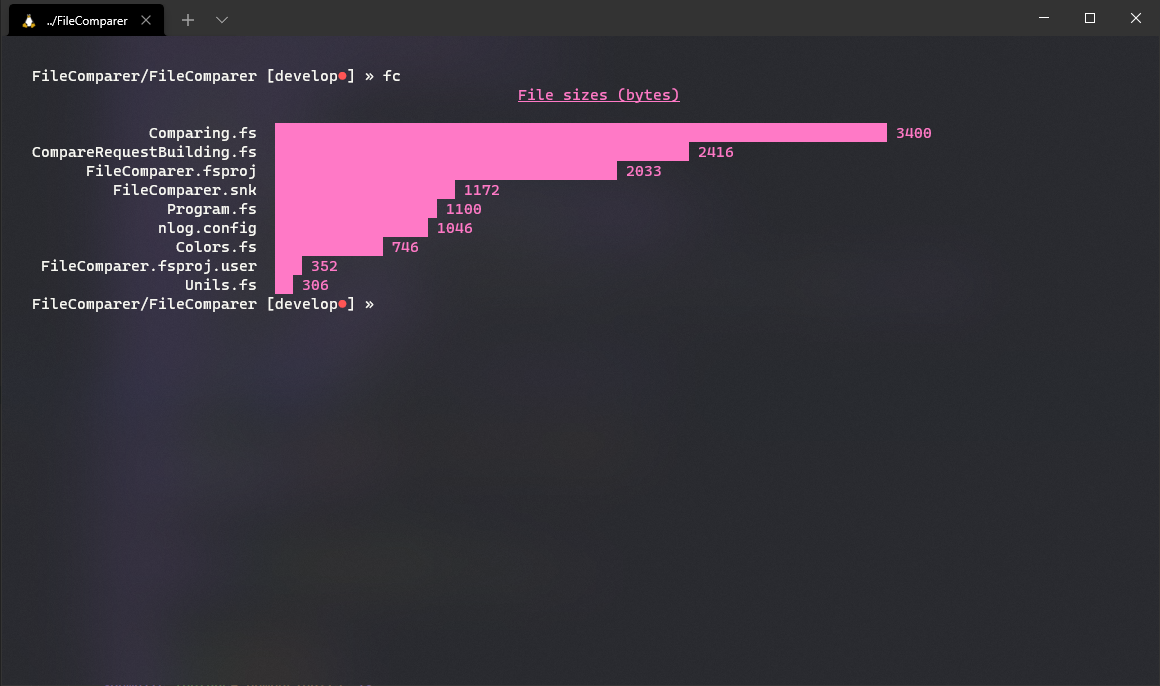 ../FileComparer
FileComparer/FileComparer [develop●] » fc
File sizes (bytes)
Comparing.fs 3400
CompareRequestBuilding.fs 2416
FileComparer.fsproj 2033
FileComparer.snk 1172
Program.fs 1100
nlog.config 1046
Colors.fs 746
FileComparer.fsproj.user 352
Unils.fs 306
FileComparer/FileComparer [develop●] »